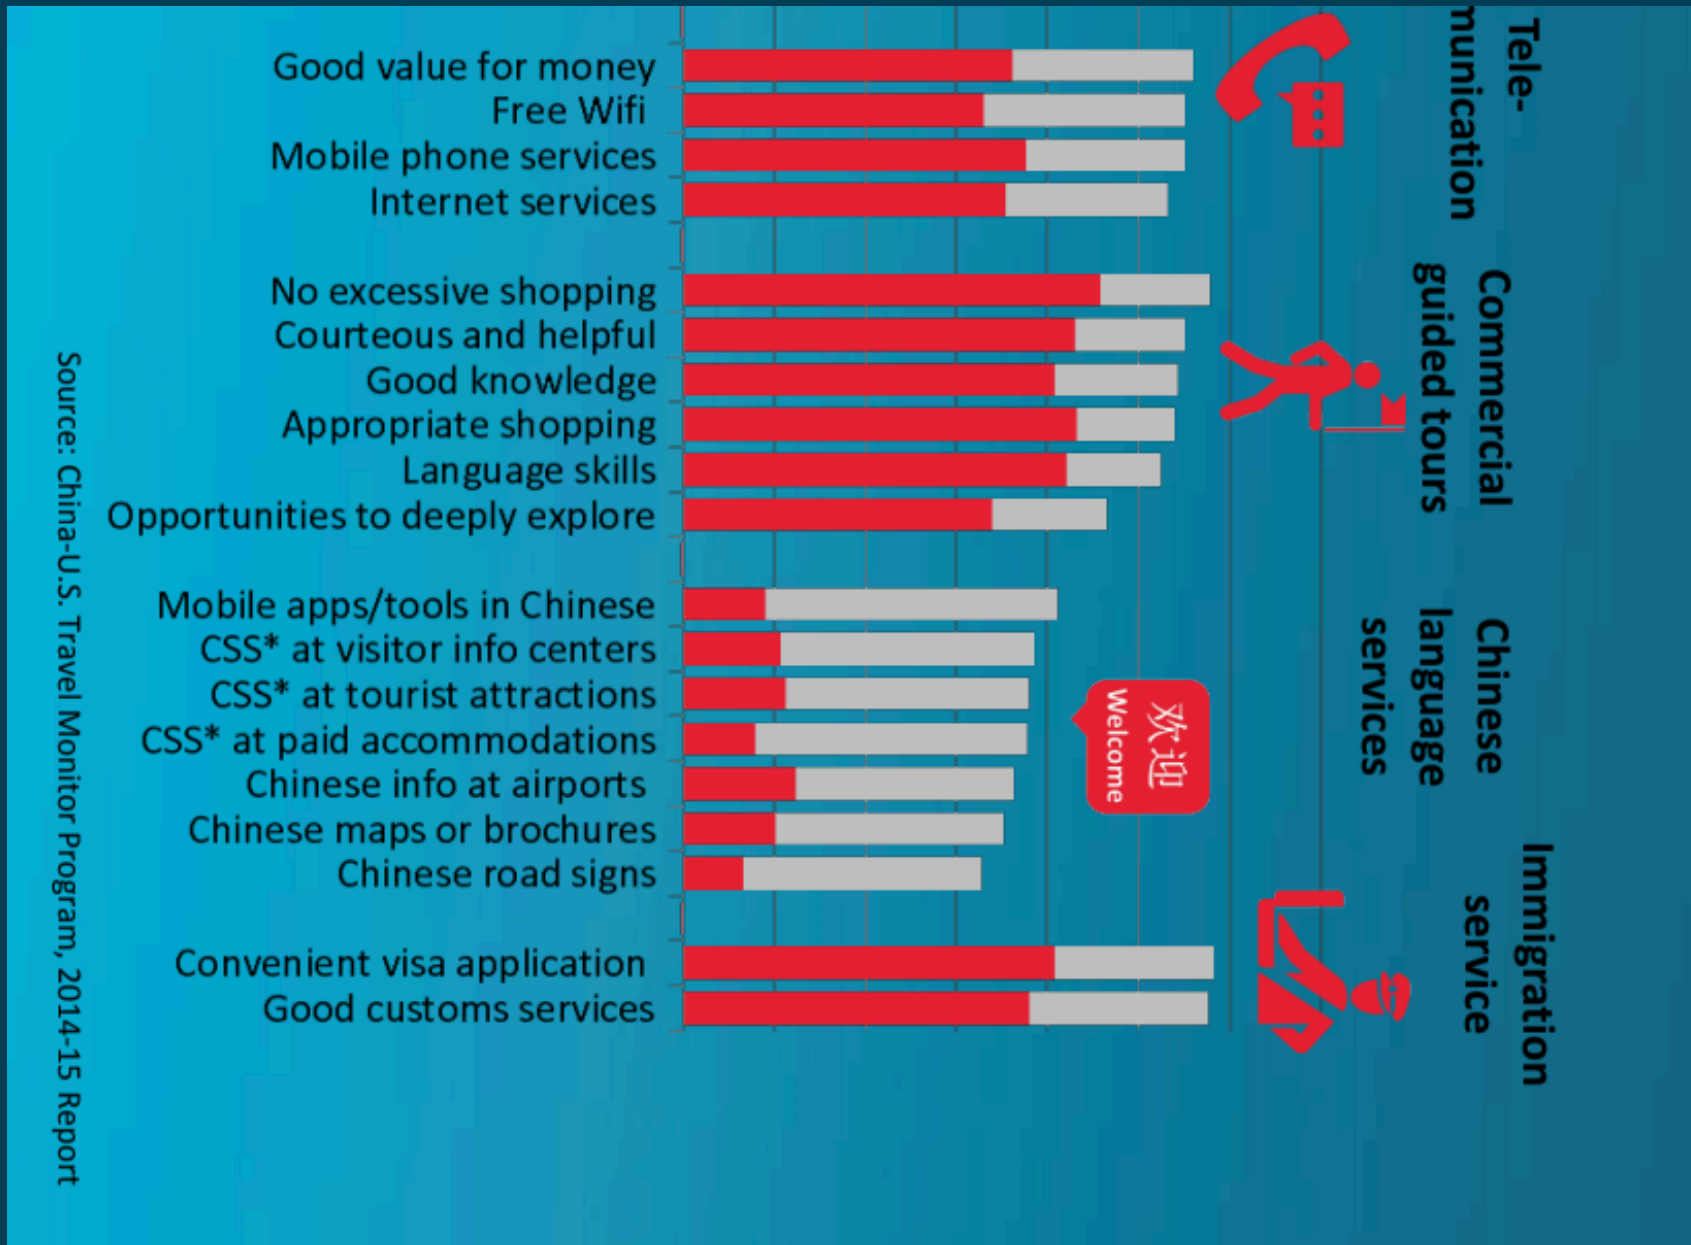 Tele-
munication
Good value for money
Free Wifi
Mobile phone services
Internet services
Commercial
guided tours
No excessive shopping
Courteous and helpful
Good knowledge
Appropriate shopping
Language skills
Opportunities to deeply explore
Chinese
language
services
Mobile apps/tools in Chinese
CSS* at visitor info centers
CSS* at tourist attractions
CSS* at paid accommodations
Chinese info at airports
Chinese maps or brochures
Chinese road signs
欢迎
Welcome
Immigration
service
Convenient visa application
Good customs services
Source: China-U.S. Travel Monitor Program, 2014-15 Report